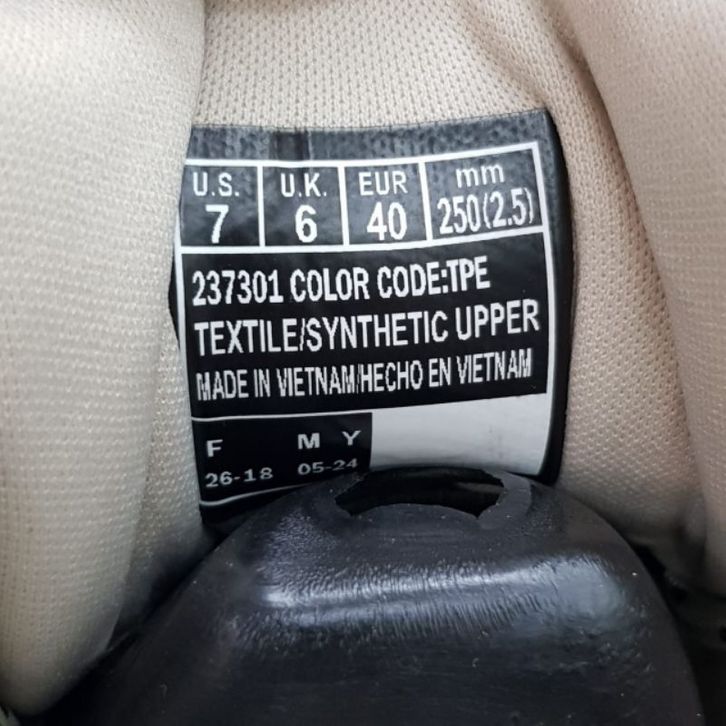 U.S. U.K. EUR mm
7 6 40 250(2.5)
237301 COLOR CODE:TPE
TEXTILE/SYNTHETIC UPPER
MADE IN VIETNAM/HECHO EN VIETNAM
F M Y
26-18 05-24